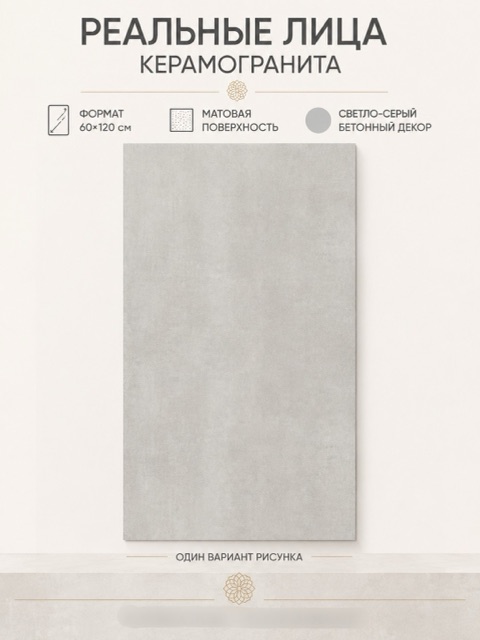 РЕАЛЬНЫЕ ЛИЦА
КЕРАМОГРАНИТА
ФОРМАТ
60×120 см
МАТОВАЯ
ПОВЕРХНОСТЬ
СВЕТЛО-СЕРЫЙ
БЕТОННЫЙ ДЕКОР
ОДИН ВАРИАНТ РИСУНКА